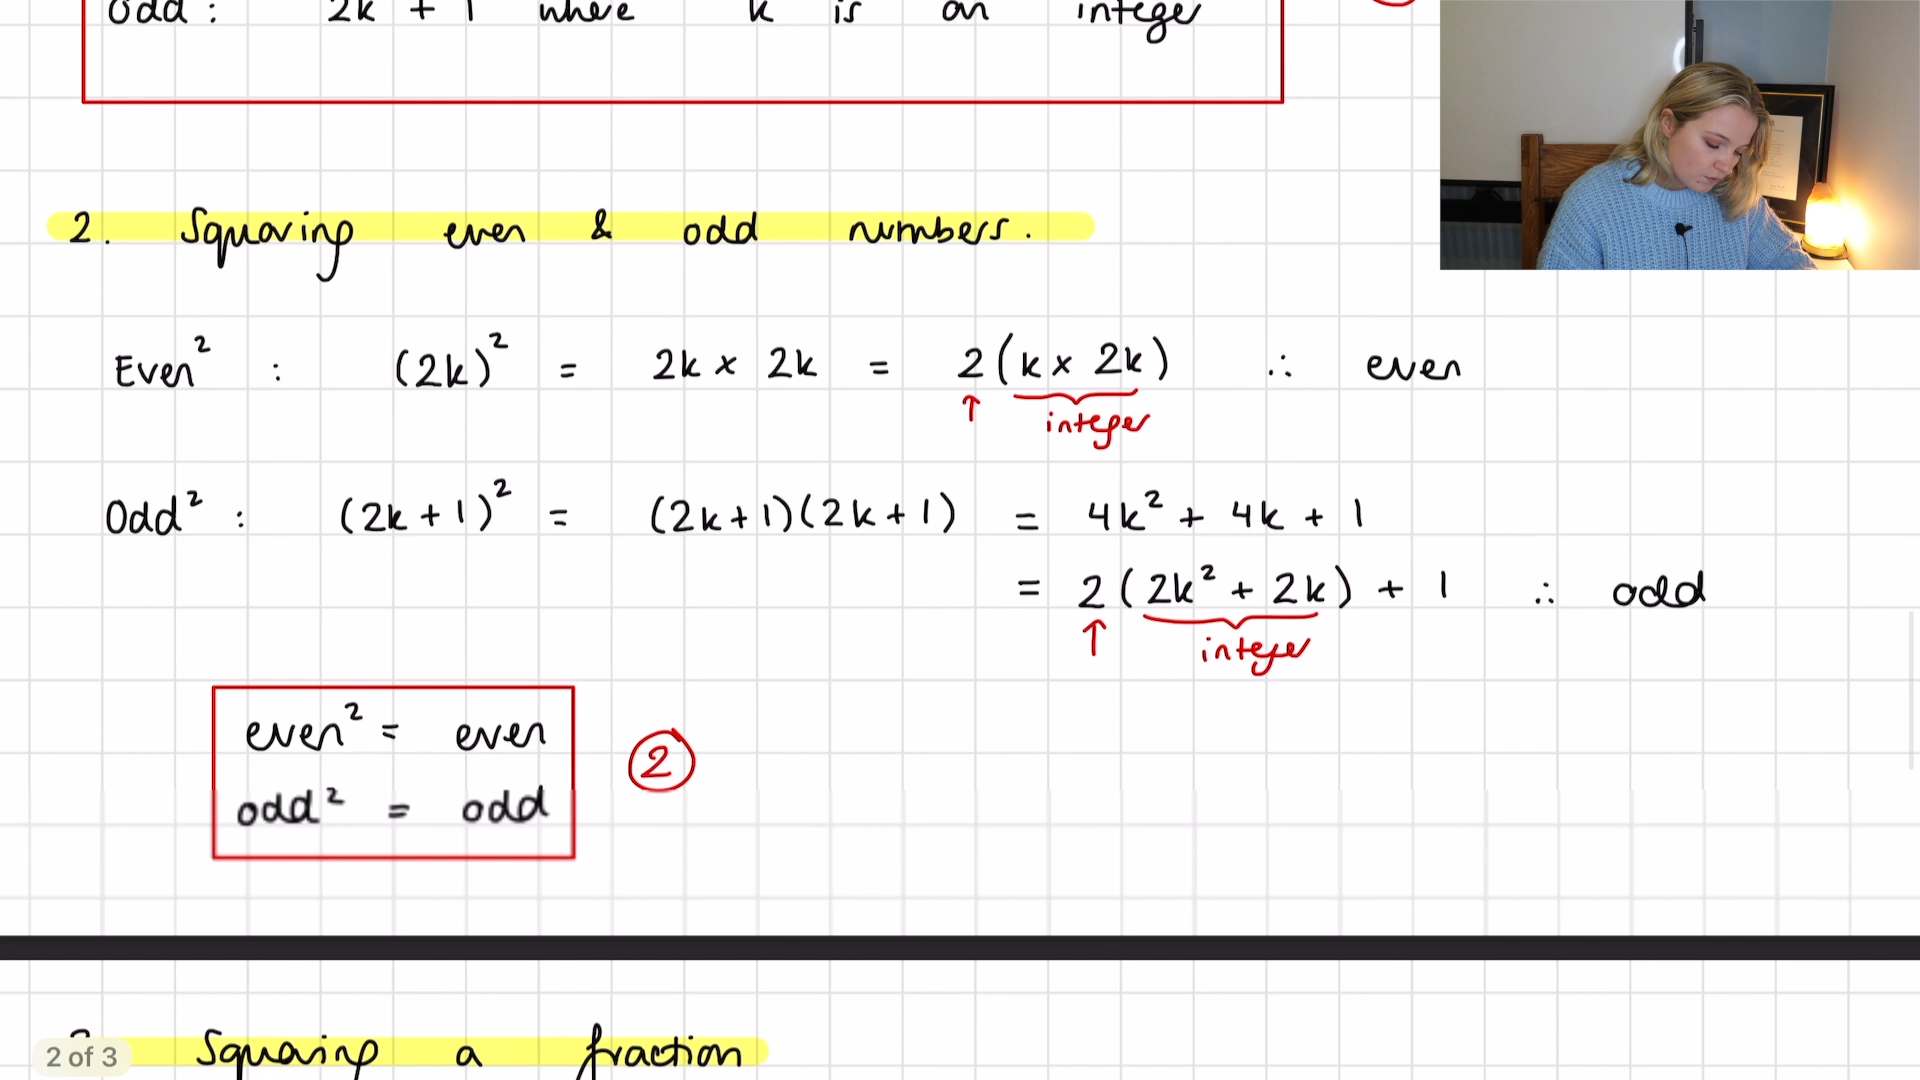 Odd : 2k + 1 where k is an integer
2. Squaring even & odd numbers.
Even² : (2k)² = 2k × 2k = 2(k × 2k) ∴ even
↑ integer
Odd² : (2k+1)² = (2k+1)(2k+1) = 4k² + 4k + 1
= 2(2k² + 2k) + 1 ∴ odd
↑ integer
even² = even
②
odd² = odd
Squaring a fraction
2 of 3